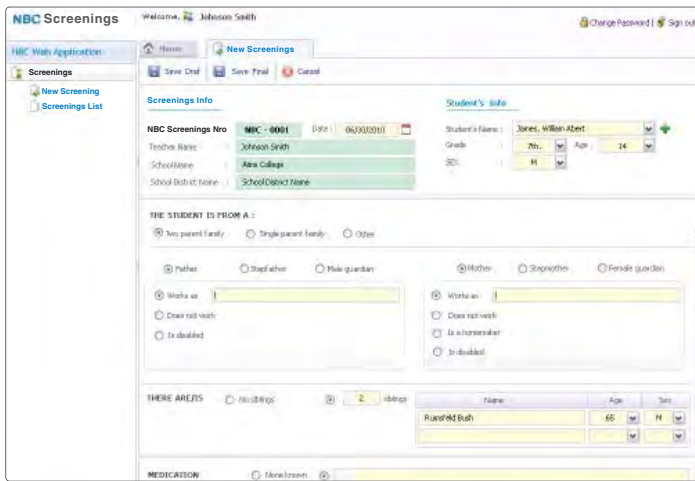 NBC Screenings
Welcome, Johnson Smith
Change Password | Sign out
NBC Web Application
Screenings
New Screening
Screenings List
Home
New Screenings
Save Draf
Save Final
Cancel
Screenings Info
Student's Info
NBC Screenings Nro
NBC - 0001
Date :
06/30/2010
Teacher Name :
Johnson Smith
School Name :
School District Name :
School District Name
Student's Name :
James, William Abert
Grade :
7th.
Age :
14
SEX :
M
THE STUDENT IS FROM A :
Two parent family
Single parent family
Other
Father
Stepfather
Male guardian
Mother
Stepmother
Female guardian
Works as
Does not work
Is disabled
Works as
Does not work
Is a homemaker
Is disabled
THERE ARE/IS
No siblings
2 siblings
Name
Age
Sex
Rumsfeld Bush
66
M
MEDICATION
None known